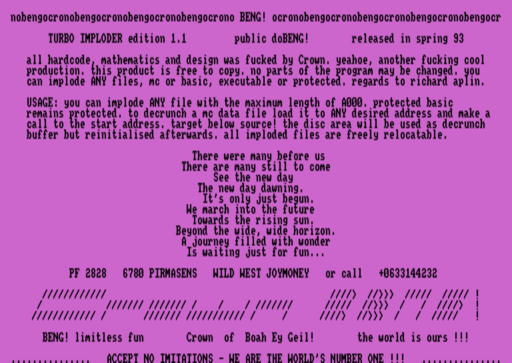 nobengocronobengocronobengocronobengocrono BENG! ocronobengocronobengocronobengocronobengocr
TURBO IMPLODER edition 1.1 public doBENG! released in spring 93
all hardcode, mathematics and design was fucked by Crown. yeahoe, another fucking cool
production. this product is free to copy. no parts of the program may be changed. you
can implode ANY files, mc or basic, executable or protected. regards to richard aplin.
USAGE: you can implode ANY file with the maximum length of A000. protected basic
remains protected. to decrunch a mc data file load it to ANY desired address and make a
call to the start address. target below source! the disc area will be used as decrunch
buffer but reinitialised afterwards. all imploded files are freely relocatable.
There were many before us
There are many still to come
See the new day
The new day dawning.
It's only just begun.
We march into the future
Towards the rising sun.
Beyond the wide, wide horizon.
A journey filled with wonder
Is waiting just for fun...
PF 2828 6780 PIRMASENS WILD WEST JOYMONEY or call +0633144232
BENG! limitless fun Crown of Boah Ey Geil! the world is ours !!!
............... ACCEPT NO IMITATIONS - WE ARE THE WORLD'S NUMBER ONE !!! ...............